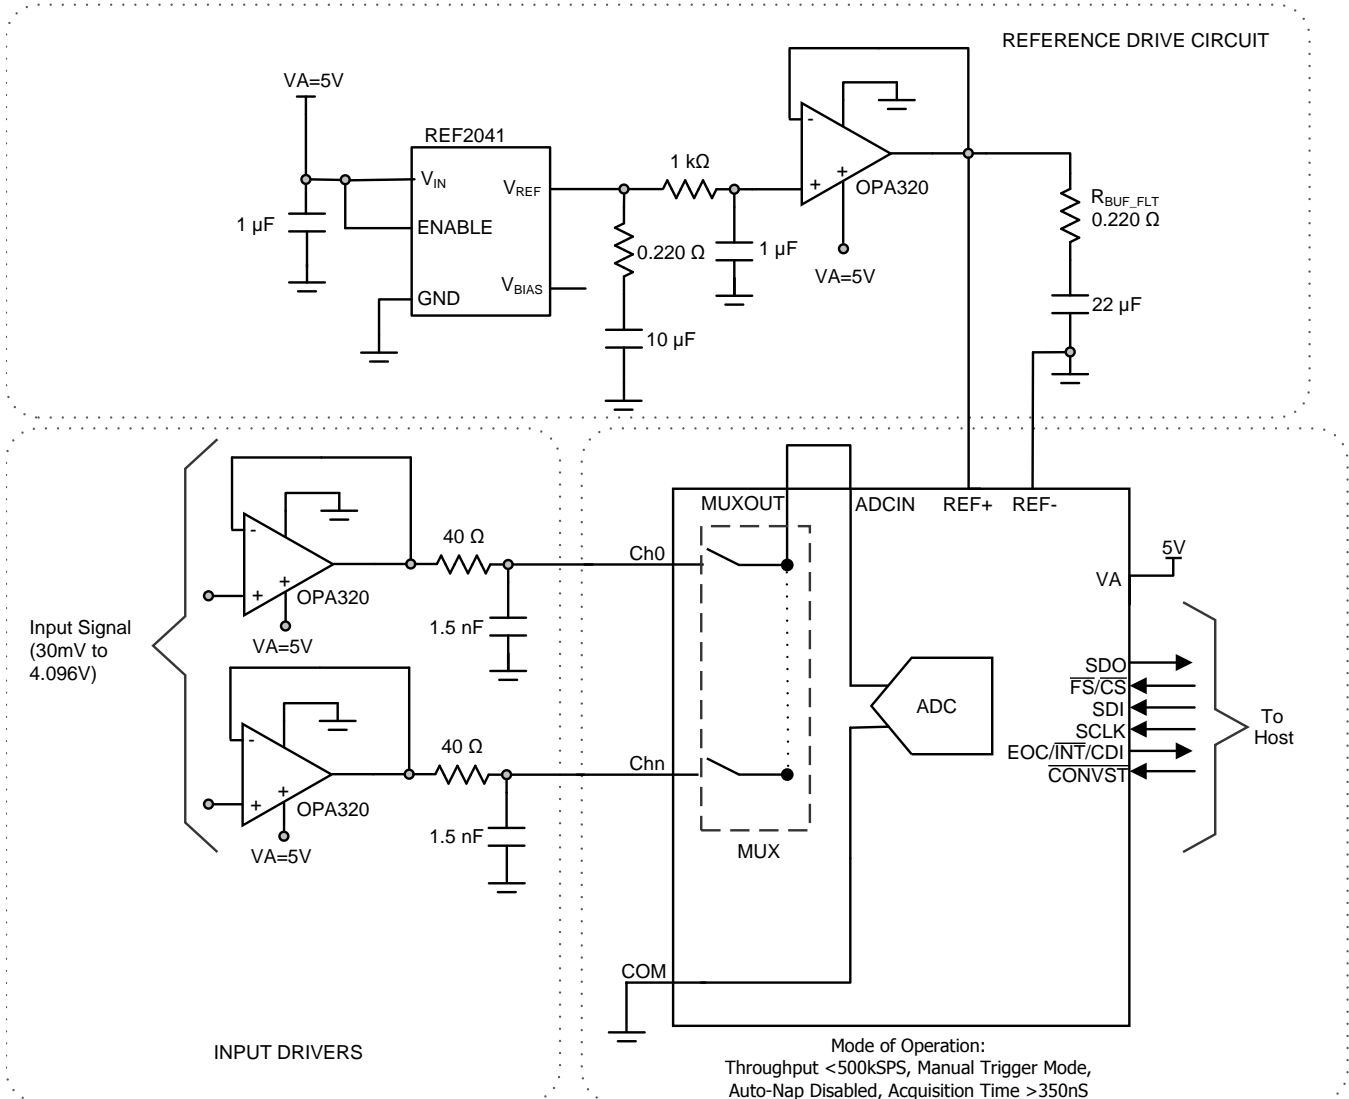 REFERENCE DRIVE CIRCUIT
VA=5V
REF2041
VIN
VREF
ENABLE
GND
VBIAS
1 µF
1 kΩ
0.220 Ω
10 µF
1 µF
-
+
+
OPA320
VA=5V
RBUF_FLT
0.220 Ω
22 µF
Input Signal
(30mV to
4.096V)
-
+
+
OPA320
VA=5V
40 Ω
1.5 nF
-
+
+
OPA320
VA=5V
40 Ω
1.5 nF
INPUT DRIVERS
MUXOUT
ADCIN
REF+
REF-
Ch0
Chn
MUX
ADC
COM
5V
VA
SDO
FS/CS
SDI
SCLK
EOC/INT/CDI
CONVST
To
Host
Mode of Operation:
Throughput <500kSPS, Manual Trigger Mode,
Auto-Nap Disabled, Acquisition Time >350nS